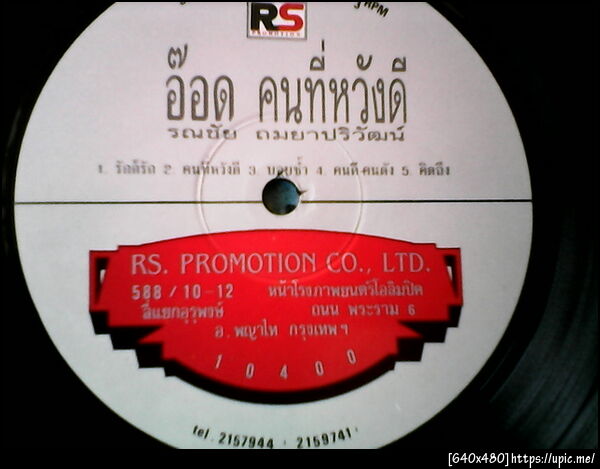 RS
PROMOTION
RPM
อ๊อด คนที่หวังดี
รณชัย ถมยาปริวัฒน์
1. รักก็รัก 2. คนที่หวังดี 3. บอบช้ำ 4. คนดี-คนดัง 5. คิดถึง
RS. PROMOTION CO., LTD.
588 / 10-12 หน้าโรงภาพยนตร์โอลิมปิด
สี่แยกอุรุพงษ์ ถนน พระราม 6
อ. พญาไท กรุงเทพฯ
10400
tel. 2157944 . 2159741
[640x480]https://upic.me/